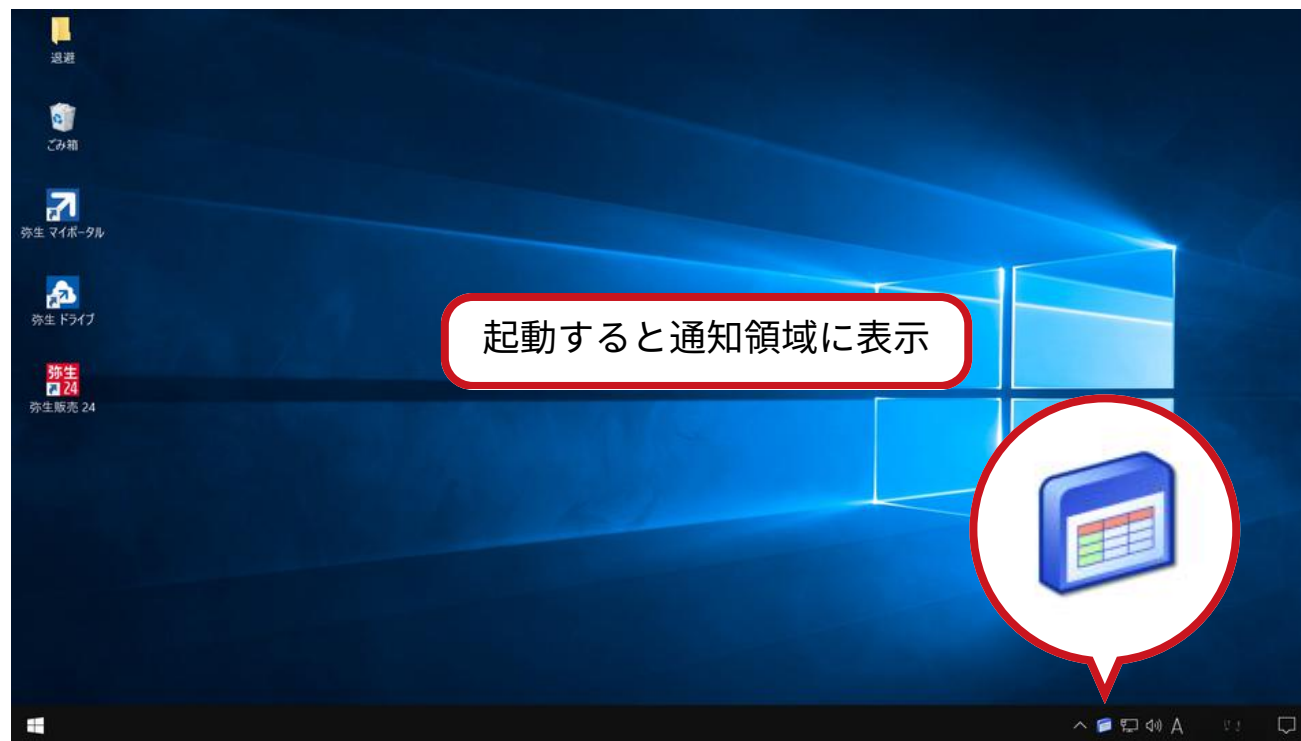 退避
ごみ箱
弥生 マイポータル
弥生 ドライブ
弥生
24
弥生販売 24
起動すると通知領域に表示
A